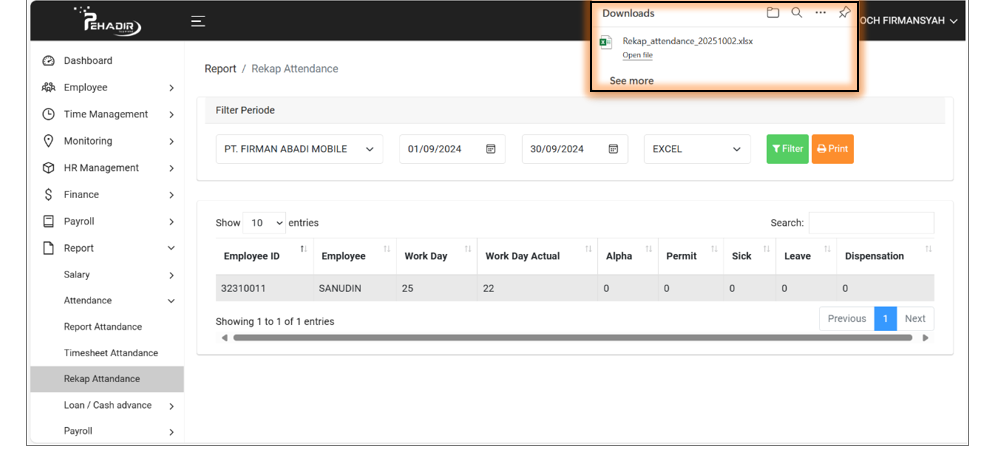 PEHADIR
Downloads
OCH FIRMANSYAH
Rekap_attendance_20251002.xlsx
Open file
See more
Dashboard
Employee
Time Management
Monitoring
HR Management
Finance
Payroll
Report
Salary
Attendance
Report Attandance
Timesheet Attandance
Rekap Attandance
Loan / Cash advance
Payroll
Report / Rekap Attendance
Filter Periode
PT. FIRMAN ABADI MOBILE 01/09/2024 30/09/2024 EXCEL Filter Print
Show 10 entries Search:
Employee ID Employee Work Day Work Day Actual Alpha Permit Sick Leave Dispensation
32310011 SANUDIN 25 22 0 0 0 0 0
Showing 1 to 1 of 1 entries
Previous 1 Next